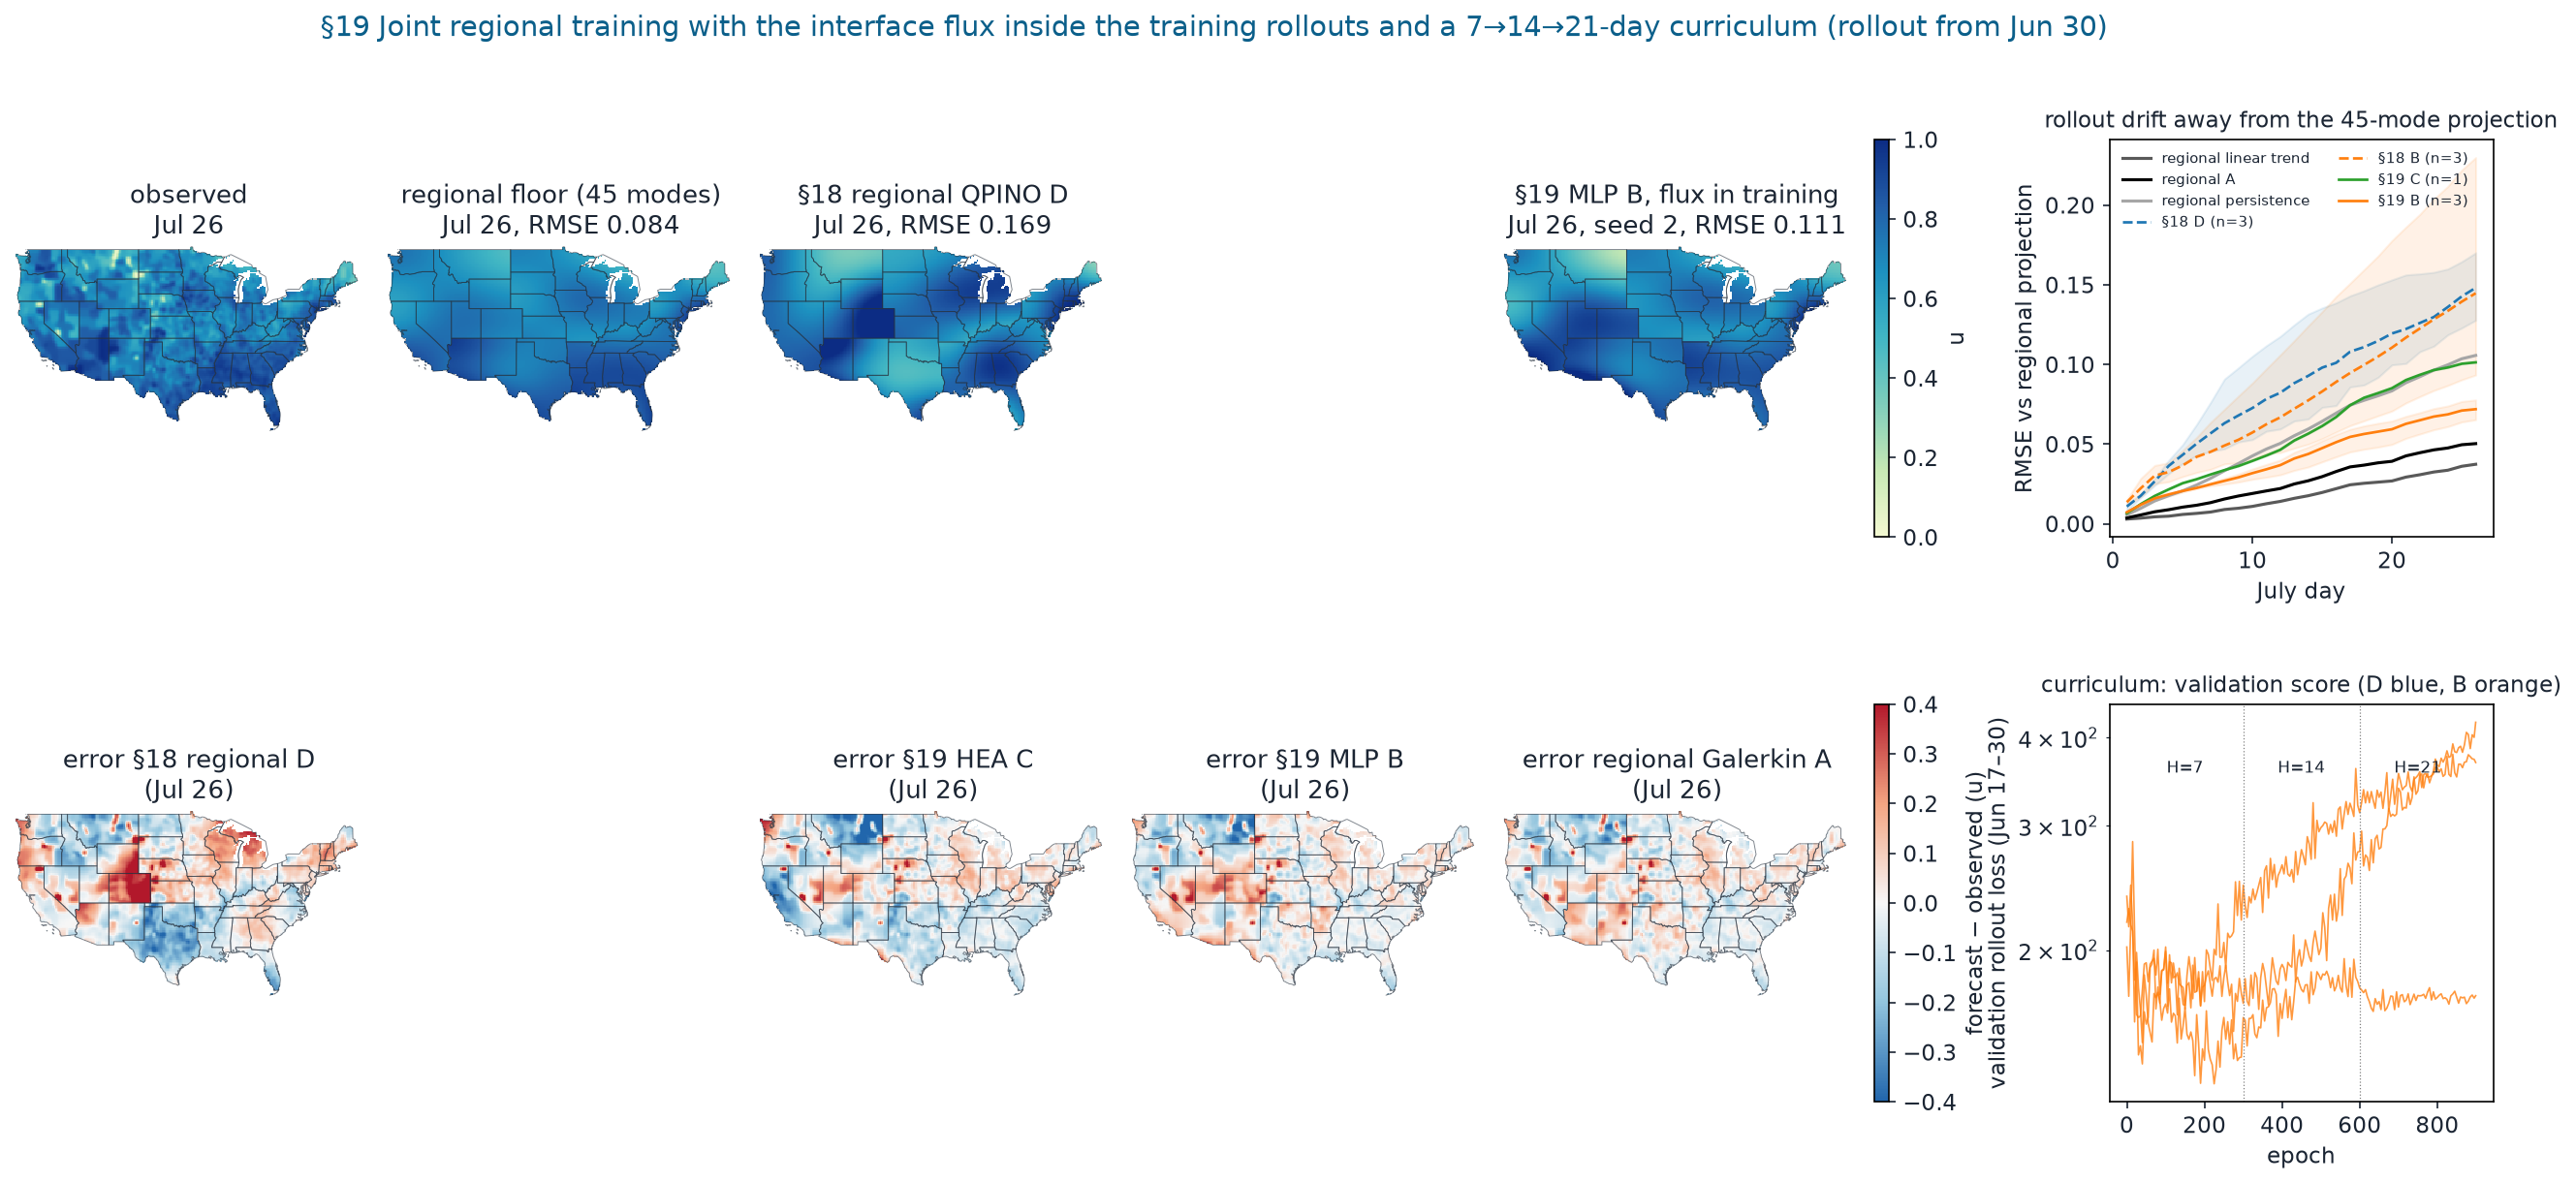 §19 Joint regional training with the interface flux inside the training rollouts and a 7→14→21-day curriculum (rollout from Jun 30)
observed
Jul 26
regional floor (45 modes)
Jul 26, RMSE 0.084
§18 regional QPINO D
Jul 26, RMSE 0.169
§19 MLP B, flux in training
Jul 26, seed 2, RMSE 0.111
1.0
0.8
0.6
0.4
0.2
0.0
u
rollout drift away from the 45-mode projection
regional linear trend
regional A
regional persistence
§18 D (n=3)
§18 B (n=3)
§19 C (n=1)
§19 B (n=3)
RMSE vs regional projection
0.20
0.15
0.10
0.05
0.00
0
10
20
July day
error §18 regional D
(Jul 26)
error §19 HEA C
(Jul 26)
error §19 MLP B
(Jul 26)
error regional Galerkin A
(Jul 26)
0.4
0.3
0.2
0.1
0.0
−0.1
−0.2
−0.3
−0.4
forecast − observed (u)
curriculum: validation score (D blue, B orange)
validation rollout loss (Jun 17–30)
4 × 10²
3 × 10²
2 × 10²
H=7
H=14
H=21
0
200
400
600
800
epoch